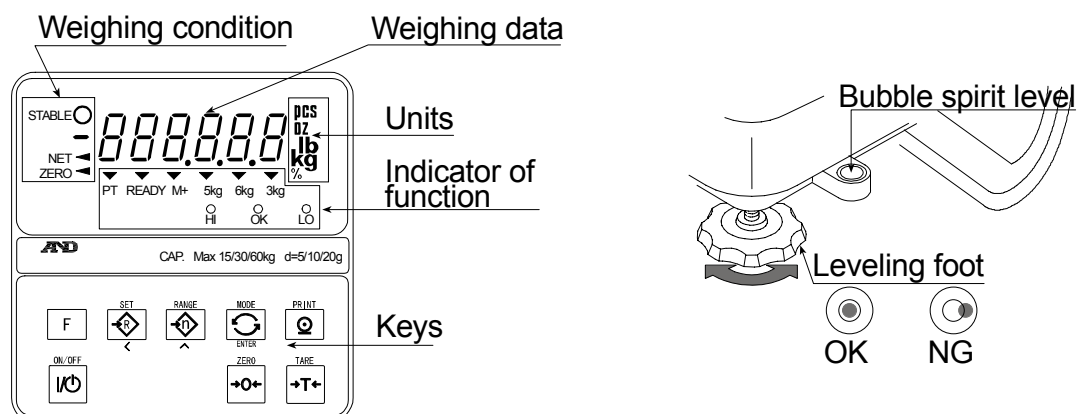 Weighing condition
Weighing data
STABLE
888.8.8.8
pcs
oz
lb
kg
%
NET
ZERO
PT READY M+ 5kg 6kg 3kg
HI OK LO
Units
Indicator of
function
AND
CAP. Max 15/30/60kg d=5/10/20g
F
SET
R
<
RANGE
n
^
MODE
ENTER
PRINT
Keys
ON/OFF
I/
ZERO
→0←
TARE
→T←
Bubble spirit level
Leveling foot
OK NG